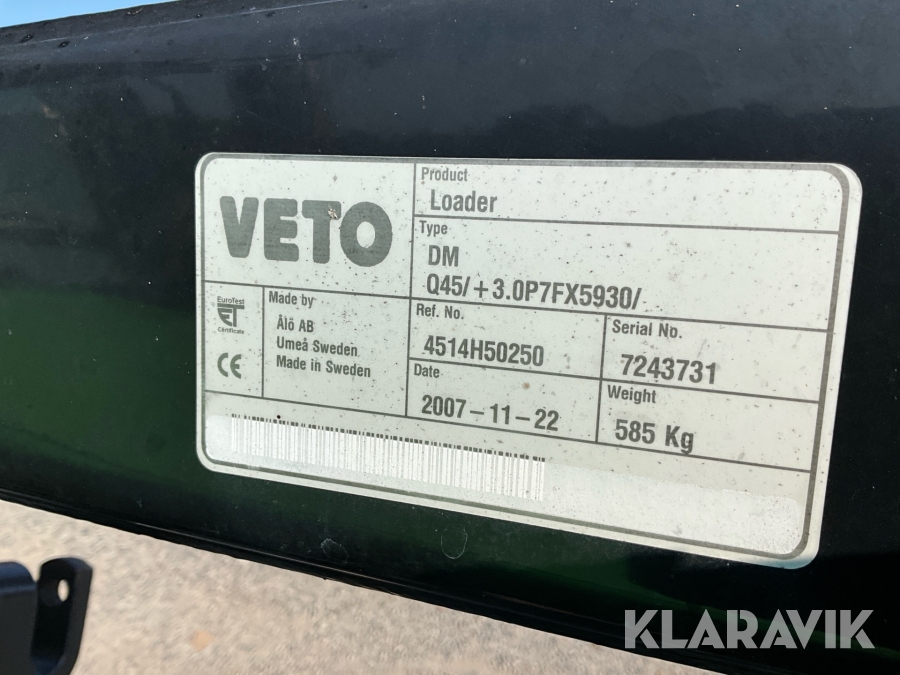 VETO
Product
Loader
Type
DM
Q45/+3.0P7FX5930/
EuroTest
ET
Certificate
CE
Made by
Ålö AB
Umeå Sweden
Made in Sweden
Ref. No.
4514H50250
Serial No.
7243731
Date
2007-11-22
Weight
585 Kg
KLARAVIK